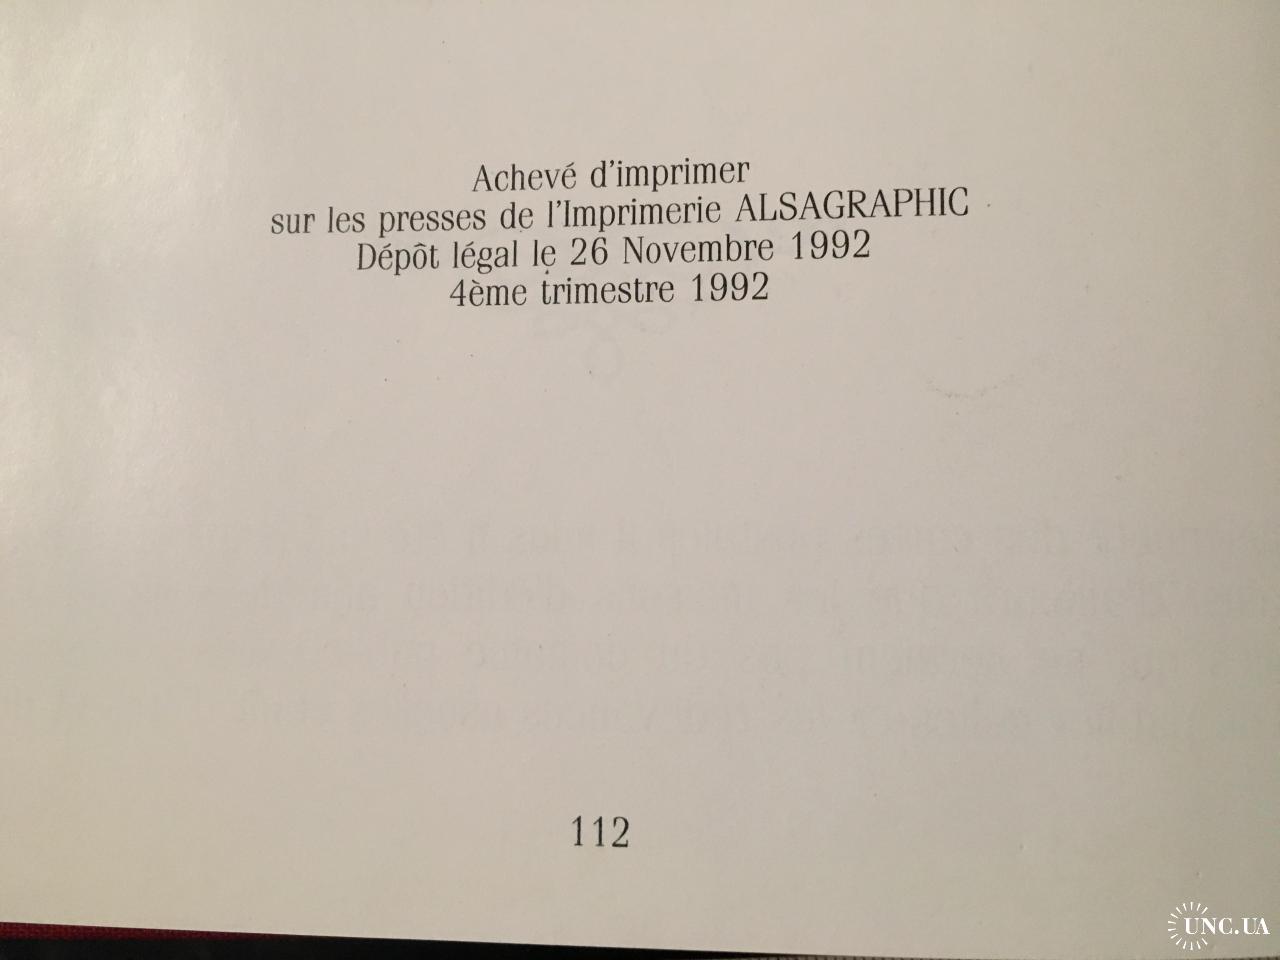 Achevé d'imprimer
sur les presses de l'Imprimerie ALSAGRAPHIC
Dépôt légal le 26 Novembre 1992
4ème trimestre 1992
112
UNC.UA